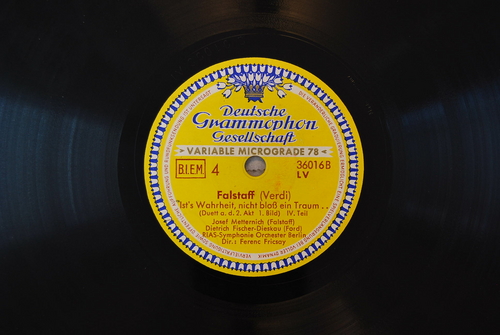 Deutsche
Grammophon
Gesellschaft
VARIABLE MICROGRADE 78
B.I.E.M. 4 36016B
LV
Falstaff (Verdi)
Ist's Wahrheit, nicht bloß ein Traum . .
(Duett a. d. 2. Akt 1. Bild) IV. Teil
Josef Metternich (Falstaff)
Dietrich Fischer-Dieskau (Ford)
RIAS-Symphonie Orchester Berlin
Dir.: Ferenc Fricsay